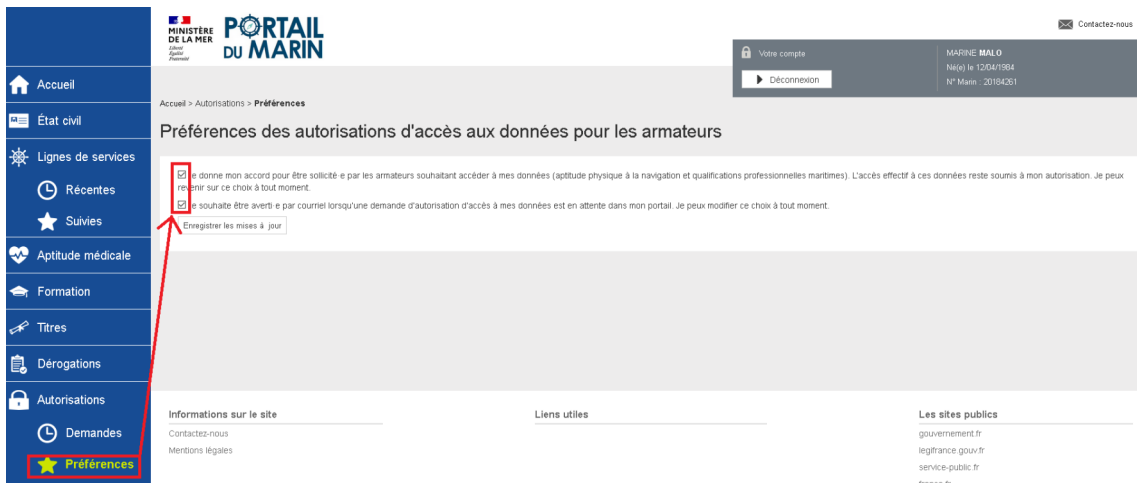 MINISTÈRE
DE LA MER
Liberté
Égalité
Fraternité
PORTAIL
DU MARIN
Contactez-nous
Votre compte
Déconnexion
MARINE MALO
Né(e) le 12/04/1984
N° Marin : 20184261
Accueil
État civil
Lignes de services
Récentes
Suivies
Aptitude médicale
Formation
Titres
Dérogations
Autorisations
Demandes
Préférences
Accueil > Autorisations > Préférences
Préférences des autorisations d'accès aux données pour les armateurs
e donne mon accord pour être sollicité·e par les armateurs souhaitant accéder à mes données (aptitude physique à la navigation et qualifications professionnelles maritimes). L'accès effectif à ces données reste soumis à mon autorisation. Je peux
revenir sur ce choix à tout moment.
e souhaite être averti·e par courriel lorsqu'une demande d'autorisation d'accès à mes données est en attente dans mon portail. Je peux modifier ce choix à tout moment.
Enregistrer les mises à jour
Informations sur le site
Contactez-nous
Mentions légales
Liens utiles
Les sites publics
gouvernement.fr
legifrance.gouv.fr
service-public.fr